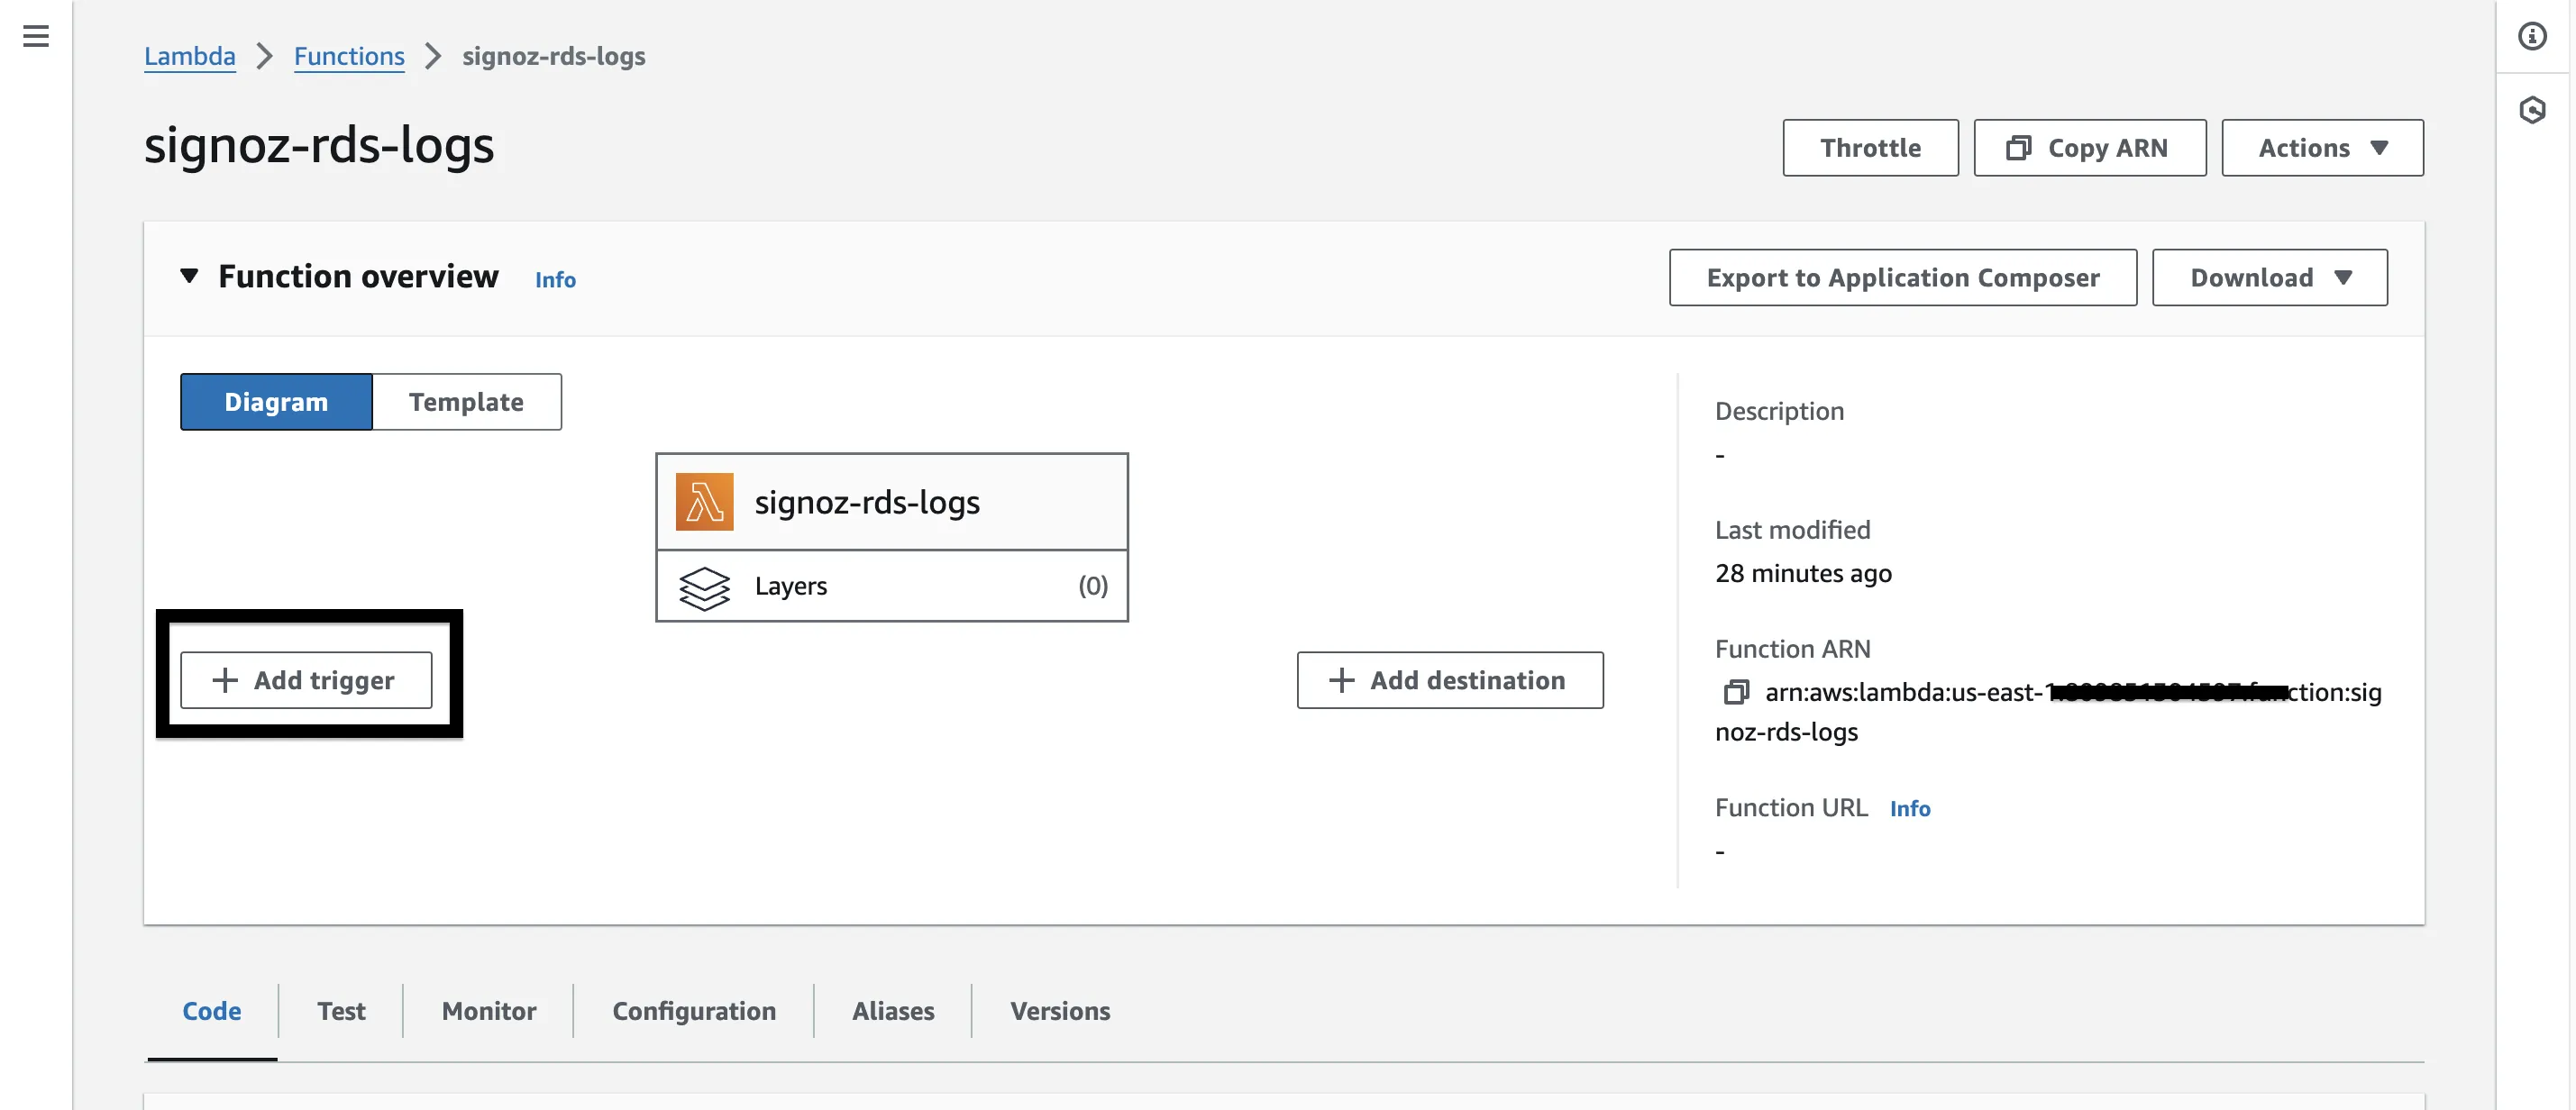 Lambda > Functions > signoz-rds-logs
signoz-rds-logs
Throttle
Copy ARN
Actions
Function overview Info
Export to Application Composer
Download
Diagram
Template
signoz-rds-logs
Layers (0)
+ Add trigger
+ Add destination
Description
-
Last modified
28 minutes ago
Function ARN
arn:aws:lambda:us-east-1 ction:sig
noz-rds-logs
Function URL Info
-
Code
Test
Monitor
Configuration
Aliases
Versions